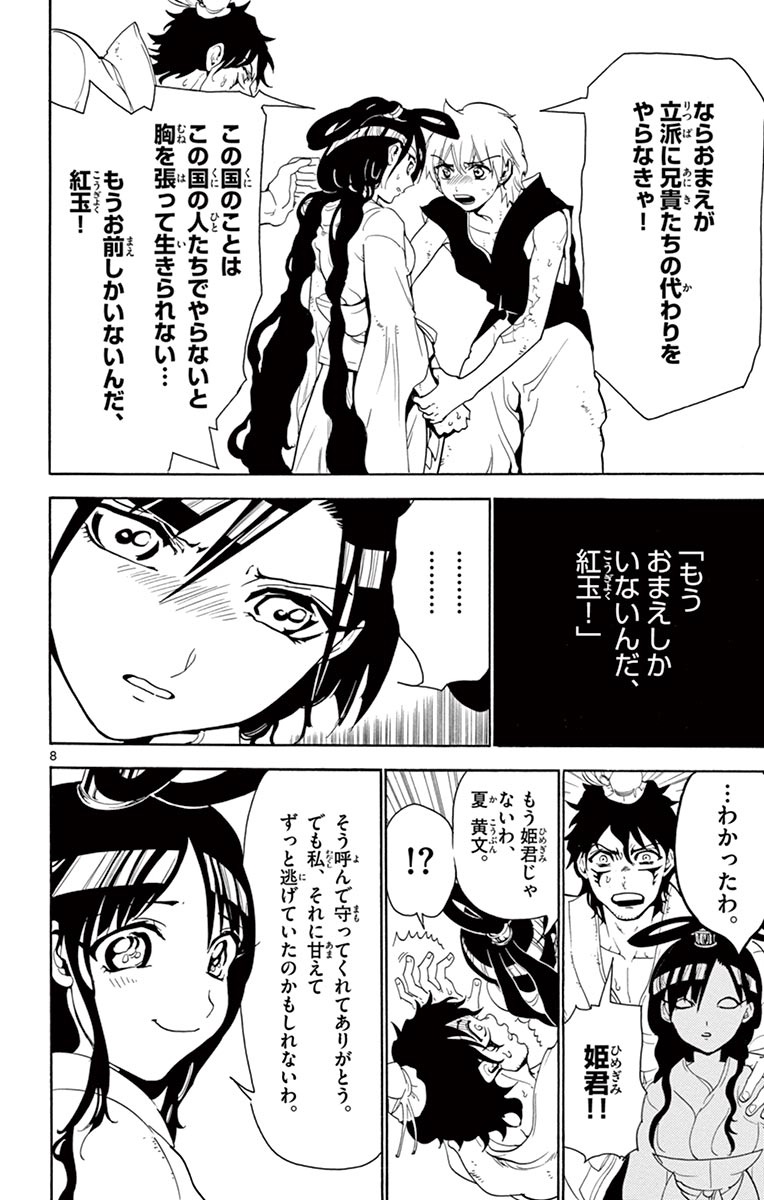 ならおまえが
立派に兄貴たちの代わりを
やらなきゃ！
この国のことは
この国の人たちでやらないと
胸を張って生きられない…
もうお前しかいないんだ、
紅玉！
「もう
おまえしか
いないんだ、
紅玉！」
………
………
8
…わかったわ。
姫君！！
もう姫君じゃ
ないわ、
夏 黄文。
！？
そう呼んで守ってくれてありがとう。
でも私、それに甘えて
ずっと逃げていたのかもしれないわ。